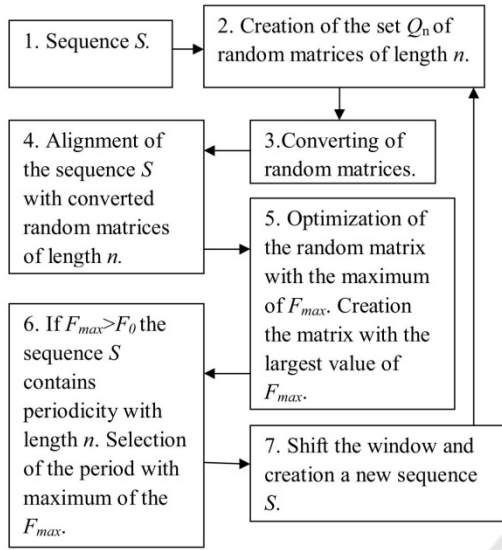 1. Sequence S.
2. Creation of the set Qn of
random matrices of length n.
3.Converting of
random matrices.
4. Alignment of
the sequence S
with converted
random matrices
of length n.
5. Optimization of
the random matrix
with the maximum
of Fmax. Creation
the matrix with the
largest value of
Fmax.
6. If Fmax>F0 the
sequence S
contains
periodicity with
length n. Selection
of the period with
maximum of the
Fmax.
7. Shift the window and
creation a new sequence
S.